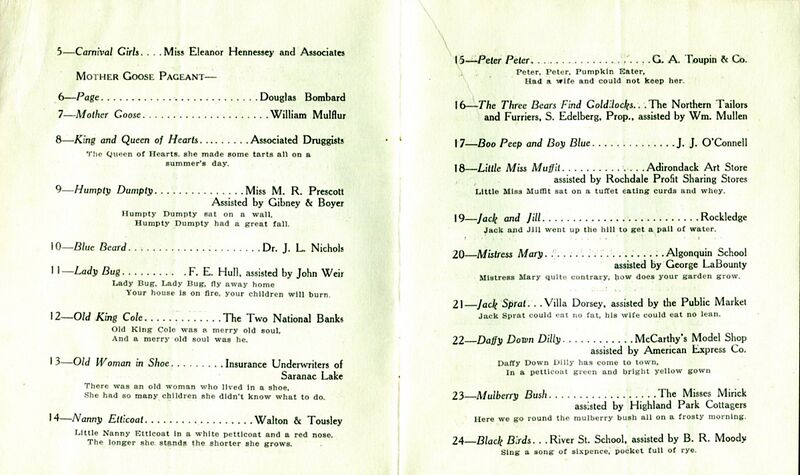 5—Carnival Girls....Miss Eleanor Hennessey and Associates
MOTHER GOOSE PAGEANT—
6—Page..........................Douglas Bombard
7—Mother Goose.....................William Mulflur
8—King and Queen of Hearts.........Associated Druggists
The Queen of Hearts. she made some tarts all on a
summer's day.
9—Humpty Dumpty...............Miss M. R. Prescott
Assisted by Gibney & Boyer
Humpty Dumpty sat on a wall,
Humpty Dumpty had a great fall.
10—Blue Beard......................Dr. J. L. Nichols
11—Lady Bug..........F. E. Hull, assisted by John Weir
Lady Bug, Lady Bug, fly away home
Your house is on fire, your children will burn.
12—Old King Cole.............The Two National Banks
Old King Cole was a merry old soul,
And a merry old soul was he.
13—Old Woman in Shoe.........Insurance Underwriters of
Saranac Lake
There was an old woman who lived in a shoe,
She had so many children she didn't know what to do.
14—Nanny Etticoat..................Walton & Tousley
Little Nanny Etticoat in a white petticoat and a red nose,
The longer she stands the shorter she grows.
15—Peter Peter....................G. A. Toupin & Co.
Peter, Peter, Pumpkin Eater,
Had a wife and could not keep her.
16—The Three Bears Find Goldilocks...The Northern Tailors
and Furriers, S. Edelberg, Prop., assisted by Wm. Mullen
17—Boo Peep and Boy Blue..............J. J. O'Connell
18—Little Miss Muffit..............Adirondack Art Store
assisted by Rochdale Profit Sharing Stores
Little Miss Muffit sat on a tuffet eating curds and whey.
19—Jack and Jill..........................Rockledge
Jack and Jill went up the hill to get a pail of water.
20—Mistress Mary....................Algonquin School
assisted by George LaBounty
Mistress Mary quite contrary, how does your garden grow.
21—Jack Sprat...Villa Dorsey, assisted by the Public Market
Jack Sprat could eat no fat, his wife could eat no lean.
22—Daffy Down Dilly............McCarthy's Model Shop
assisted by American Express Co.
Daffy Down Dilly has come to town,
In a petticoat green and bright yellow gown
23—Mulberry Bush..................The Misses Mirick
assisted by Highland Park Cottagers
Here we go round the mulberry bush all on a frosty morning.
24—Black Birds...River St. School, assisted by B. R. Moody
Sing a song of sixpence, pocket full of rye.